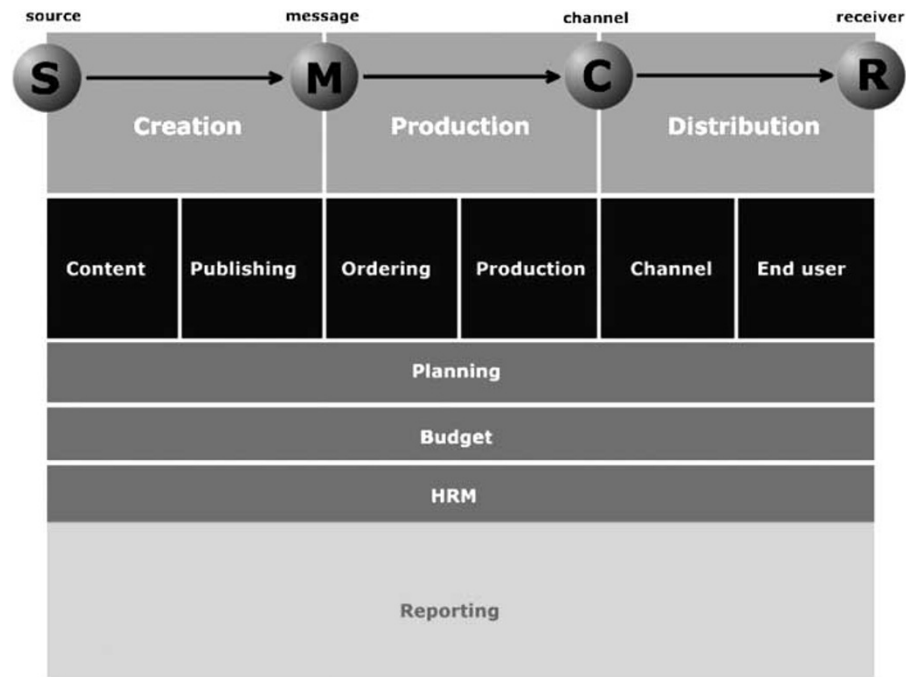 source message channel receiver
S M C R
Creation Production Distribution
Content Publishing Ordering Production Channel End user
Planning
Budget
HRM
Reporting